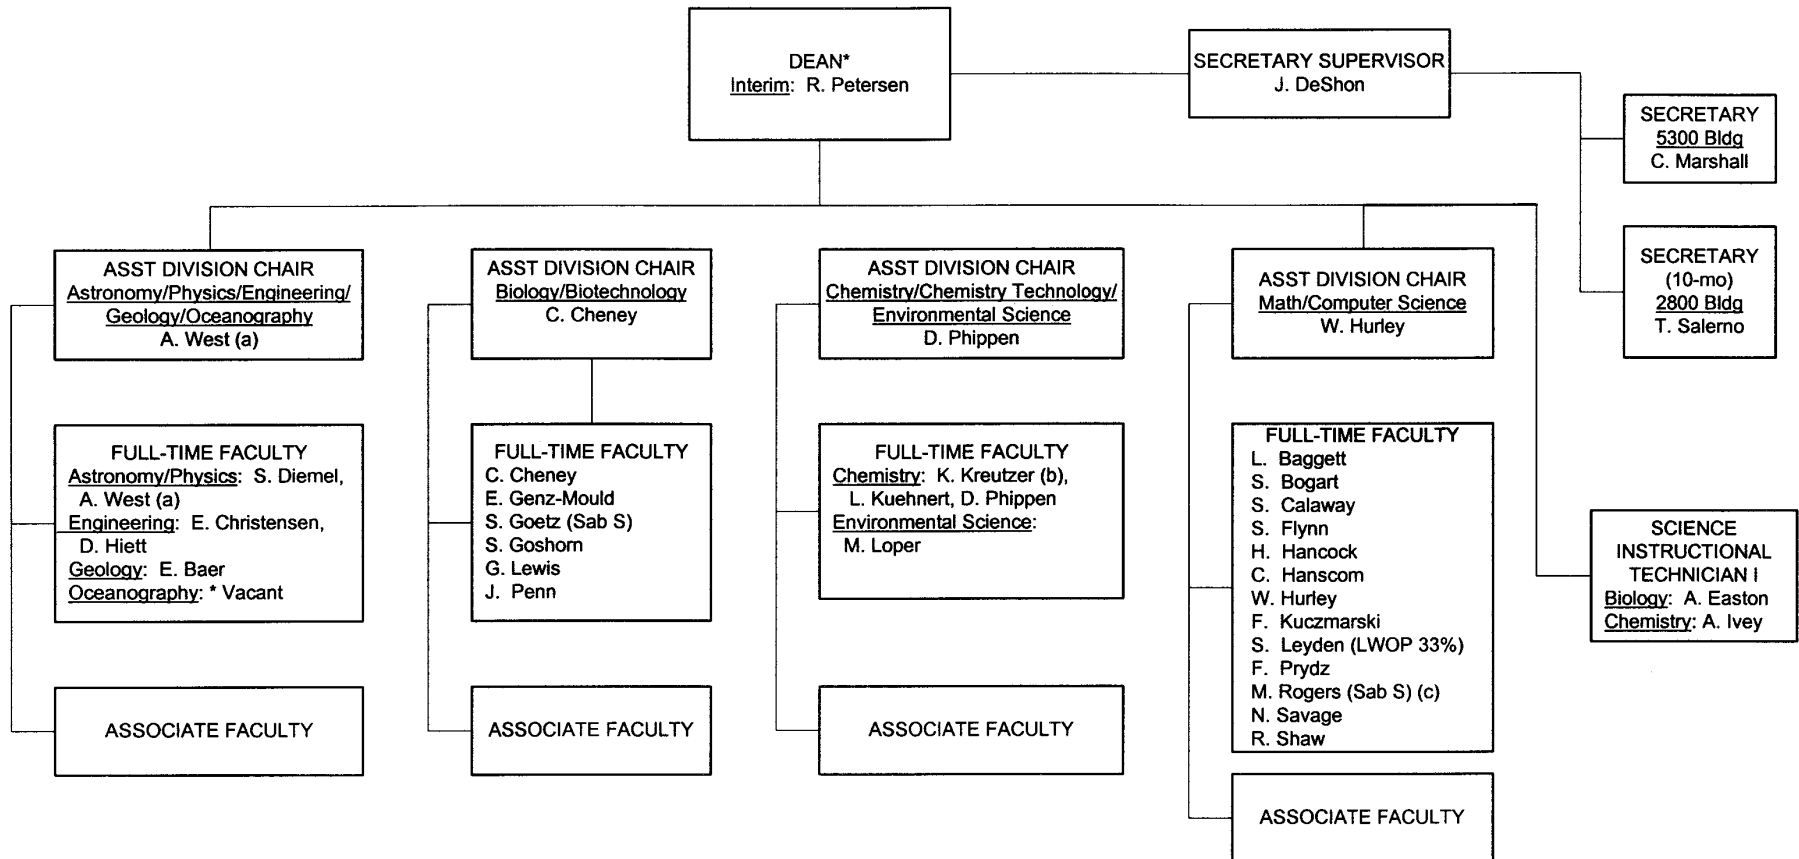 DEAN*
Interim: R. Petersen
SECRETARY SUPERVISOR
J. DeShon
SECRETARY
5300 Bldg
C. Marshall
SECRETARY
(10-mo)
2800 Bldg
T. Salerno
ASST DIVISION CHAIR
Astronomy/Physics/Engineering/
Geology/Oceanography
A. West (a)
ASST DIVISION CHAIR
Biology/Biotechnology
C. Cheney
ASST DIVISION CHAIR
Chemistry/Chemistry Technology/
Environmental Science
D. Phippen
ASST DIVISION CHAIR
Math/Computer Science
W. Hurley
FULL-TIME FACULTY
Astronomy/Physics: S. Diemel,
A. West (a)
Engineering: E. Christensen,
D. Hiett
Geology: E. Baer
Oceanography: * Vacant
FULL-TIME FACULTY
C. Cheney
E. Genz-Mould
S. Goetz (Sab S)
S. Goshorn
G. Lewis
J. Penn
FULL-TIME FACULTY
Chemistry: K. Kreutzer (b),
L. Kuehnert, D. Phippen
Environmental Science:
M. Loper
FULL-TIME FACULTY
L. Baggett
S. Bogart
S. Calaway
S. Flynn
H. Hancock
C. Hanscom
W. Hurley
F. Kuczmarski
S. Leyden (LWOP 33%)
F. Prydz
M. Rogers (Sab S) (c)
N. Savage
R. Shaw
SCIENCE
INSTRUCTIONAL
TECHNICIAN I
Biology: A. Easton
Chemistry: A. Ivey
ASSOCIATE FACULTY
ASSOCIATE FACULTY
ASSOCIATE FACULTY
ASSOCIATE FACULTY